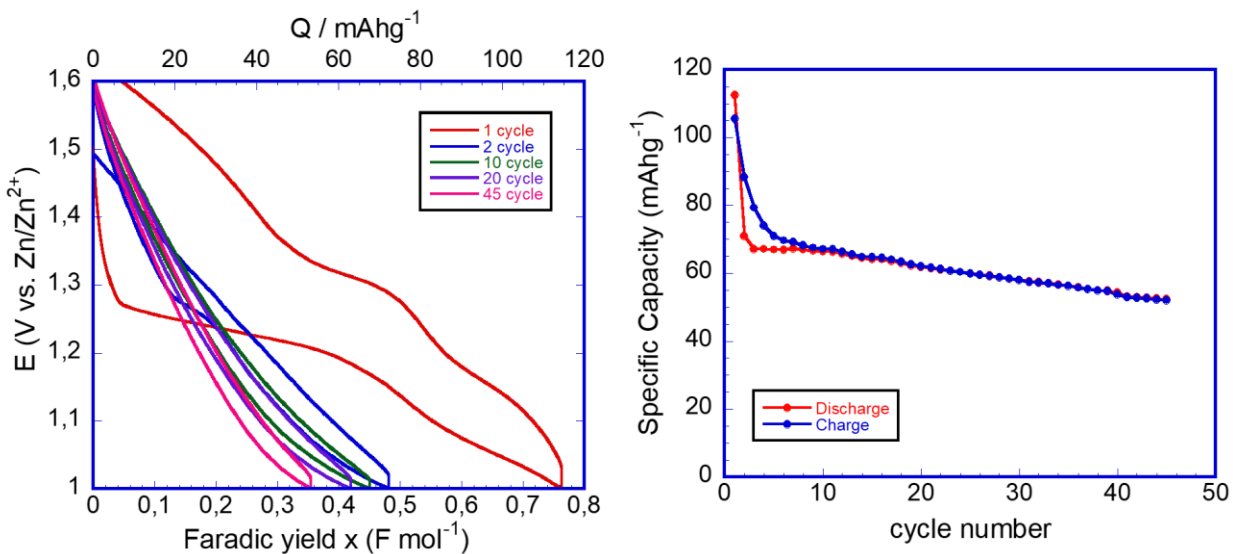 Q / mAhg⁻¹
0 20 40 60 80 100 120
1,6
1,5
1,4
1,3
1,2
1,1
1
E (V vs. Zn/Zn²⁺)
1 cycle
2 cycle
10 cycle
20 cycle
45 cycle
0 0,1 0,2 0,3 0,4 0,5 0,6 0,7 0,8
Faradic yield x (F mol⁻¹)
120
100
80
60
40
20
0
Specific Capacity (mAhg⁻¹)
Discharge
Charge
0 10 20 30 40 50
cycle number